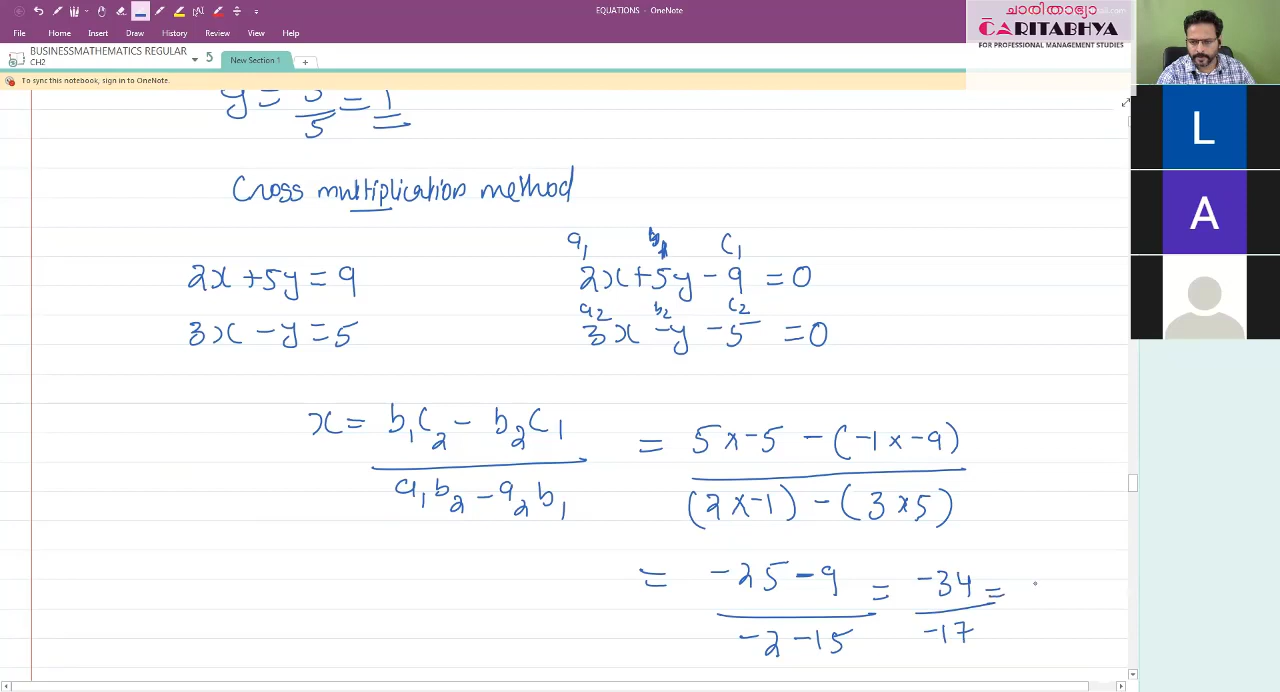 EQUATIONS - OneNote
ചാരിതാഭ്യാ
CARITABHYA
FOR PROFESSIONAL MANAGEMENT STUDIES
File Home Insert Draw History Review View Help
BUSINESSMATHEMATICS REGULAR
CH2
New Section 1
To sync this notebook, sign in to OneNote.
y = 5/5 = 1
Cross multiplication method
a₁ b₁ c₁
2x + 5y = 9 2x + 5y - 9 = 0
a₂ b₂ c₂
3x - y = 5 3x - y - 5 = 0
x = (b₁c₂ - b₂c₁)/(a₁b₂ - a₂b₁) = (5 × -5 - (-1 × -9))/((2 × -1) - (3 × 5))
= (-25 - 9)/(-2 - 15) = -34/-17 =
L
A